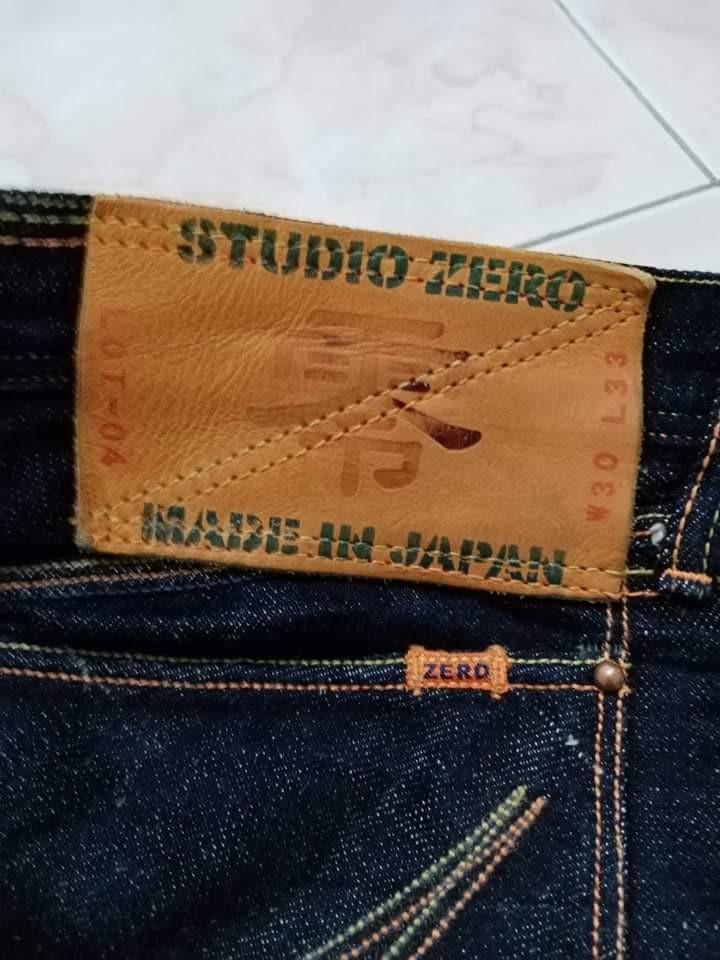 STUDIO ZERO
LOT-04
W30 L33
MADE IN JAPAN
ZERO